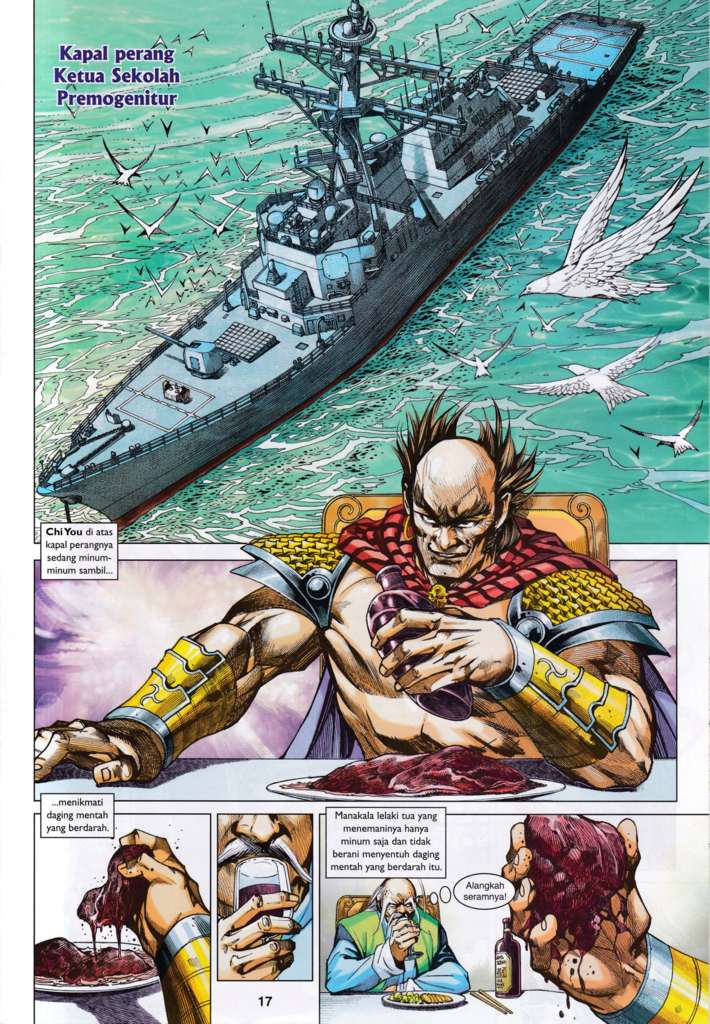 Kapal perang
Ketua Sekolah
Premogenitur
Chi You di atas
kapal perangnya
sedang minum-
minum sambil...
...menikmati
daging mentah
yang berdarah.
Manakala lelaki tua yang
menemaninya hanya
minum saja dan tidak
berani menyentuh daging
mentah yang berdarah itu.
Alangkah
seramnya!
17